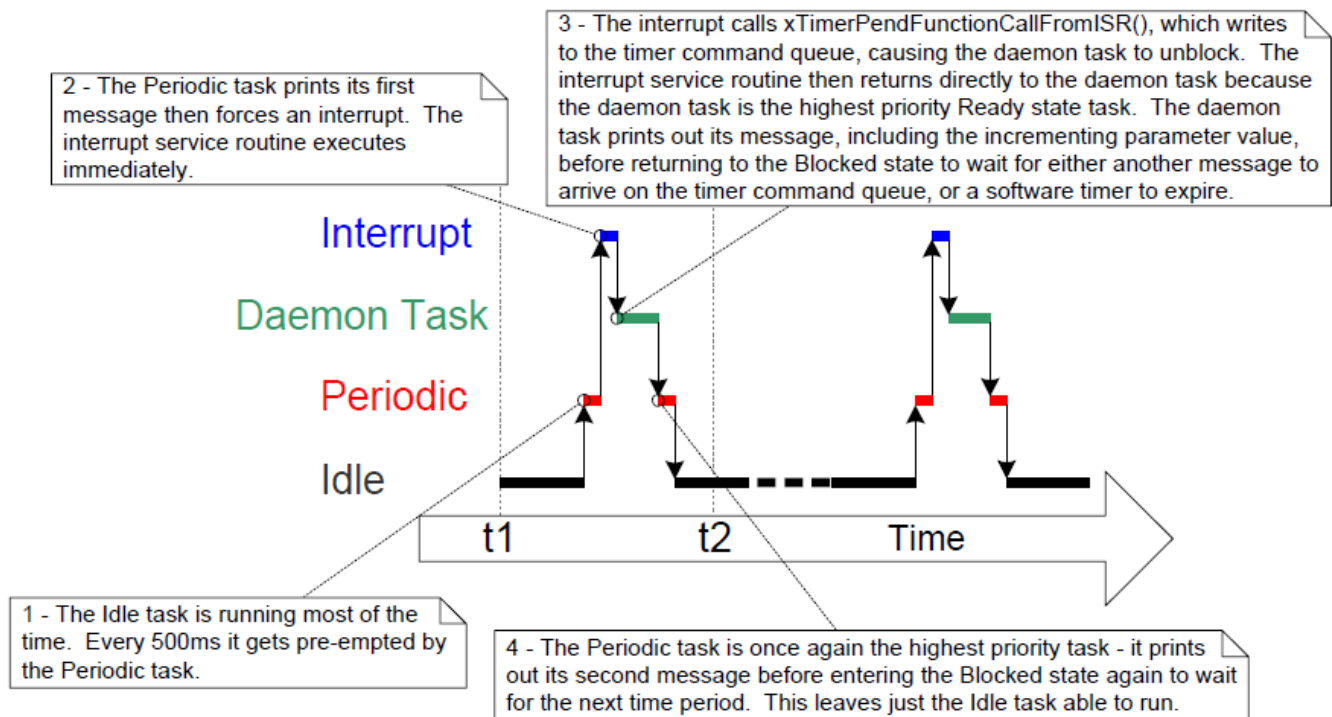 3 - The interrupt calls xTimerPendFunctionCallFromISR(), which writes
to the timer command queue, causing the daemon task to unblock.  The
interrupt service routine then returns directly to the daemon task because
the daemon task is the highest priority Ready state task.  The daemon
task prints out its message, including the incrementing parameter value,
before returning to the Blocked state to wait for either another message to
arrive on the timer command queue, or a software timer to expire.
2 - The Periodic task prints its first
message then forces an interrupt.  The
interrupt service routine executes
immediately.
Interrupt
Daemon Task
Periodic
Idle
t1
t2
Time
1 - The Idle task is running most of the
time.  Every 500ms it gets pre-empted by
the Periodic task.
4 - The Periodic task is once again the highest priority task - it prints
out its second message before entering the Blocked state again to wait
for the next time period.  This leaves just the Idle task able to run.